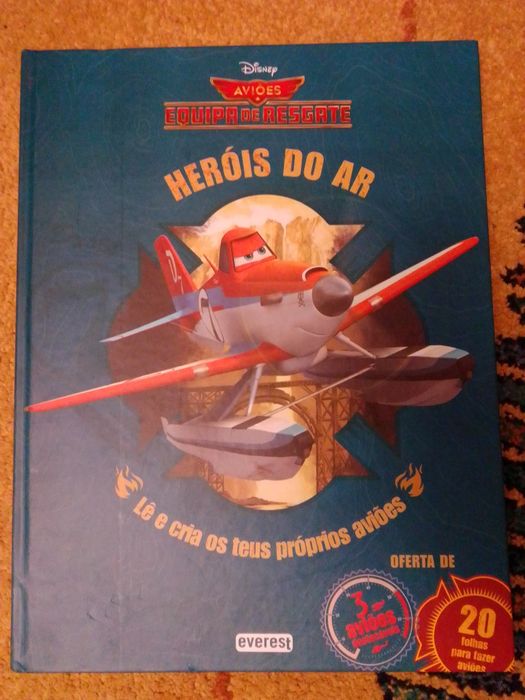 Disney
AVIÕES
EQUIPA DE RESGATE
HERÓIS DO AR
Lê e cria os teus próprios aviões
OFERTA DE
3
aviões
20
folhas
para fazer
aviões
everest